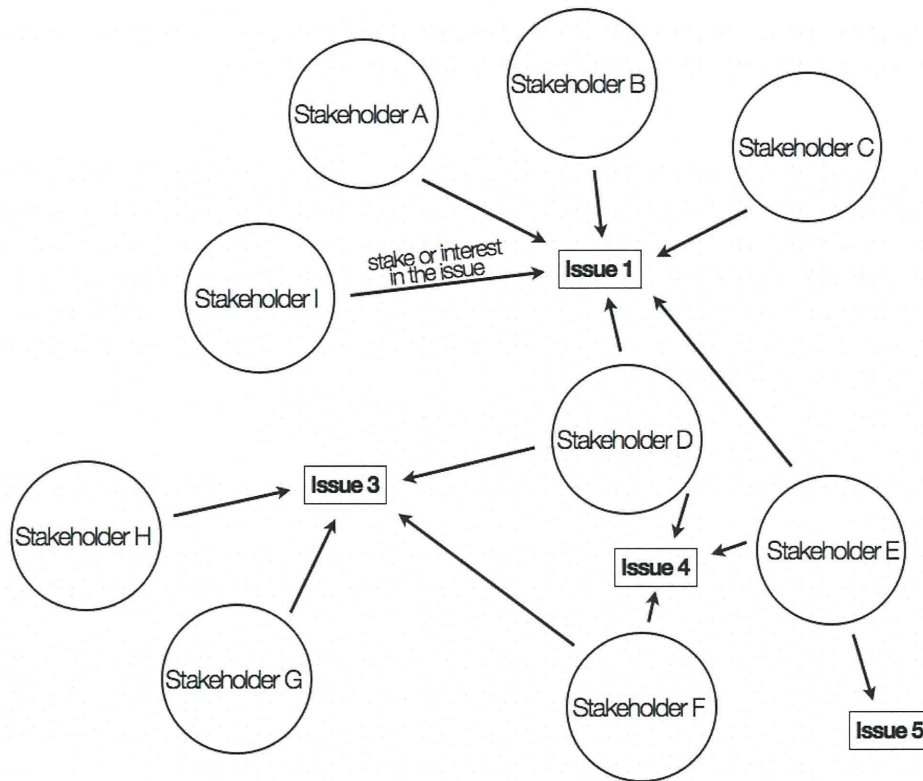 Stakeholder B
Stakeholder A
Stakeholder C
stake or interest
in the issue
Issue 1
Stakeholder I
Stakeholder D
Issue 3
Stakeholder H
Stakeholder E
Issue 4
Stakeholder G
Stakeholder F
Issue 5